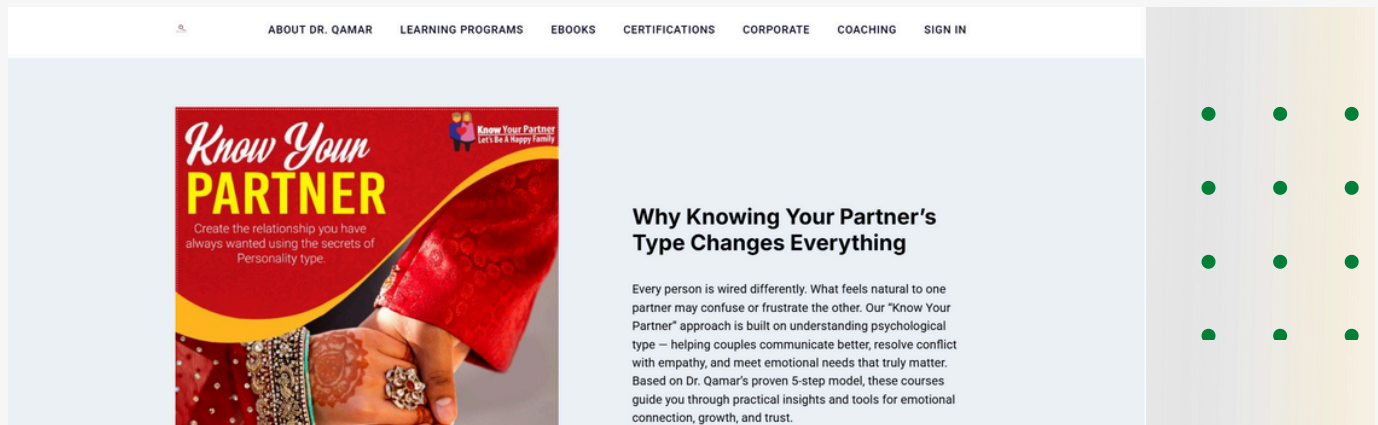 ABOUT DR. QAMAR LEARNING PROGRAMS EBOOKS CERTIFICATIONS CORPORATE COACHING SIGN IN
Know Your
PARTNER
Create the relationship you have
always wanted using the secrets of
Personality type.
Know Your Partner
Let's Be A Happy Family
Why Knowing Your Partner’s
Type Changes Everything
Every person is wired differently. What feels natural to one
partner may confuse or frustrate the other. Our “Know Your
Partner” approach is built on understanding psychological
type — helping couples communicate better, resolve conflict
with empathy, and meet emotional needs that truly matter.
Based on Dr. Qamar’s proven 5-step model, these courses
guide you through practical insights and tools for emotional
connection, growth, and trust.